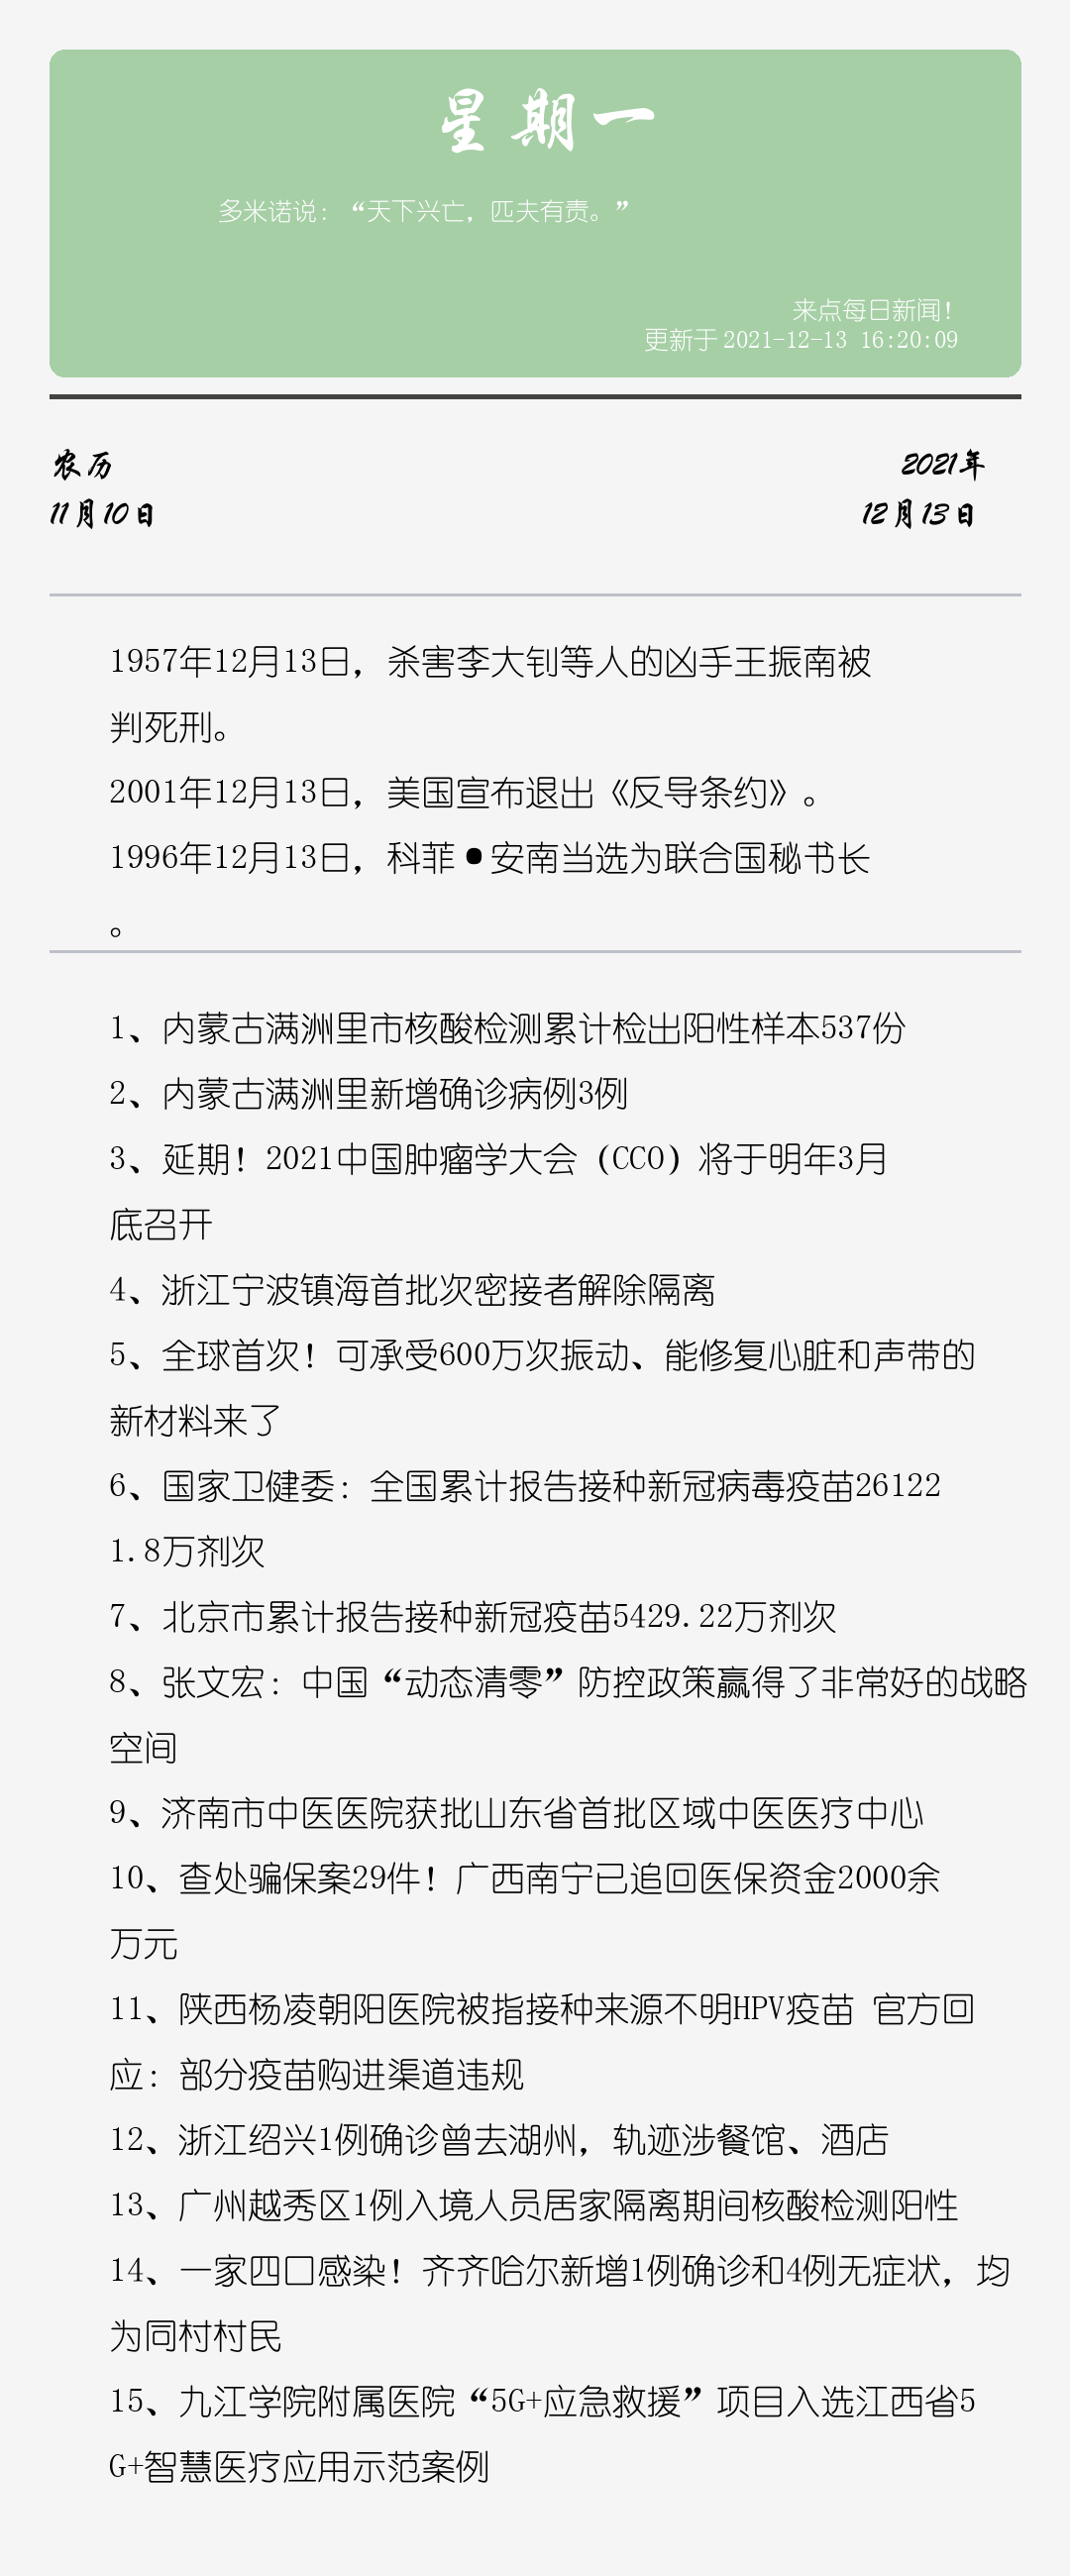 星期一
多米诺说：“天下兴亡，匹夫有责。”
来点每日新闻！
更新于 2021-12-13 16:20:09
农历
2021年
11月10日
12月13日
1957年12月13日，杀害李大钊等人的凶手王振南被
判死刑。
2001年12月13日，美国宣布退出《反导条约》。
1996年12月13日，科菲•安南当选为联合国秘书长
。
1、内蒙古满洲里市核酸检测累计检出阳性样本537份
2、内蒙古满洲里新增确诊病例3例
3、延期！2021中国肿瘤学大会（CCO）将于明年3月
底召开
4、浙江宁波镇海首批次密接者解除隔离
5、全球首次！可承受600万次振动、能修复心脏和声带的
新材料来了
6、国家卫健委：全国累计报告接种新冠病毒疫苗26122
1.8万剂次
7、北京市累计报告接种新冠疫苗5429.22万剂次
8、张文宏：中国“动态清零”防控政策赢得了非常好的战略
空间
9、济南市中医医院获批山东省首批区域中医医疗中心
10、查处骗保案29件！广西南宁已追回医保资金2000余
万元
11、陕西杨凌朝阳医院被指接种来源不明HPV疫苗 官方回
应：部分疫苗购进渠道违规
12、浙江绍兴1例确诊曾去湖州，轨迹涉餐馆、酒店
13、广州越秀区1例入境人员居家隔离期间核酸检测阳性
14、一家四口感染！齐齐哈尔新增1例确诊和4例无症状，均
为同村村民
15、九江学院附属医院“5G+应急救援”项目入选江西省5
G+智慧医疗应用示范案例